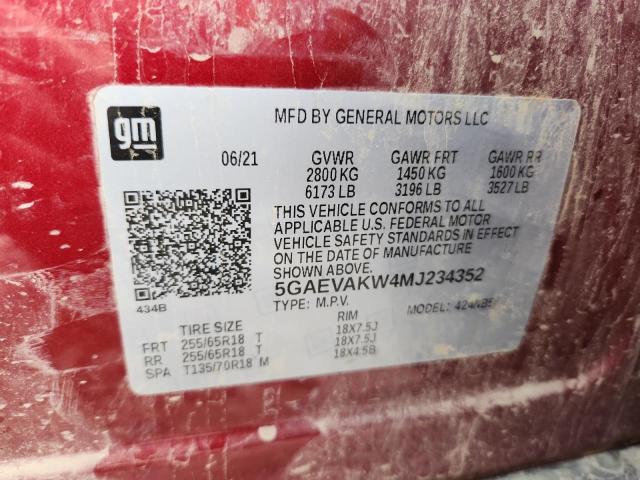 gm
MFD BY GENERAL MOTORS LLC
06/21 GVWR GAWR FRT GAWR RR
2800 KG 1450 KG 1600 KG
6173 LB 3196 LB 3527 LB
THIS VEHICLE CONFORMS TO ALL
APPLICABLE U.S. FEDERAL MOTOR
VEHICLE SAFETY STANDARDS IN EFFECT
ON THE DATE OF MANUFACTURE
SHOWN ABOVE.
5GAEVAKW4MJ234352
434B
TYPE: M.P.V. MODEL:
TIRE SIZE RIM
FRT 255/65R18 T 18X7.5J
RR 255/65R18 T 18X7.5J
SPA T135/70R18 M 18X4.5B